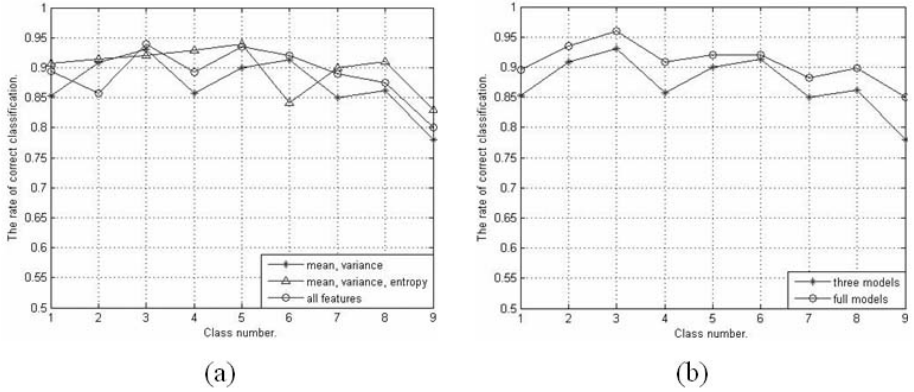 1
0.95
0.9
0.85
0.8
0.75
0.7
0.65
0.6
0.55
0.5
The rate of correct classification.
mean, variance
mean, variance, entropy
all features
1 2 3 4 5 6 7 8 9
Class number.
(a)
1
0.95
0.9
0.85
0.8
0.75
0.7
0.65
0.6
0.55
0.5
The rate of correct classification.
three models
full models
1 2 3 4 5 6 7 8 9
Class number.
(b)